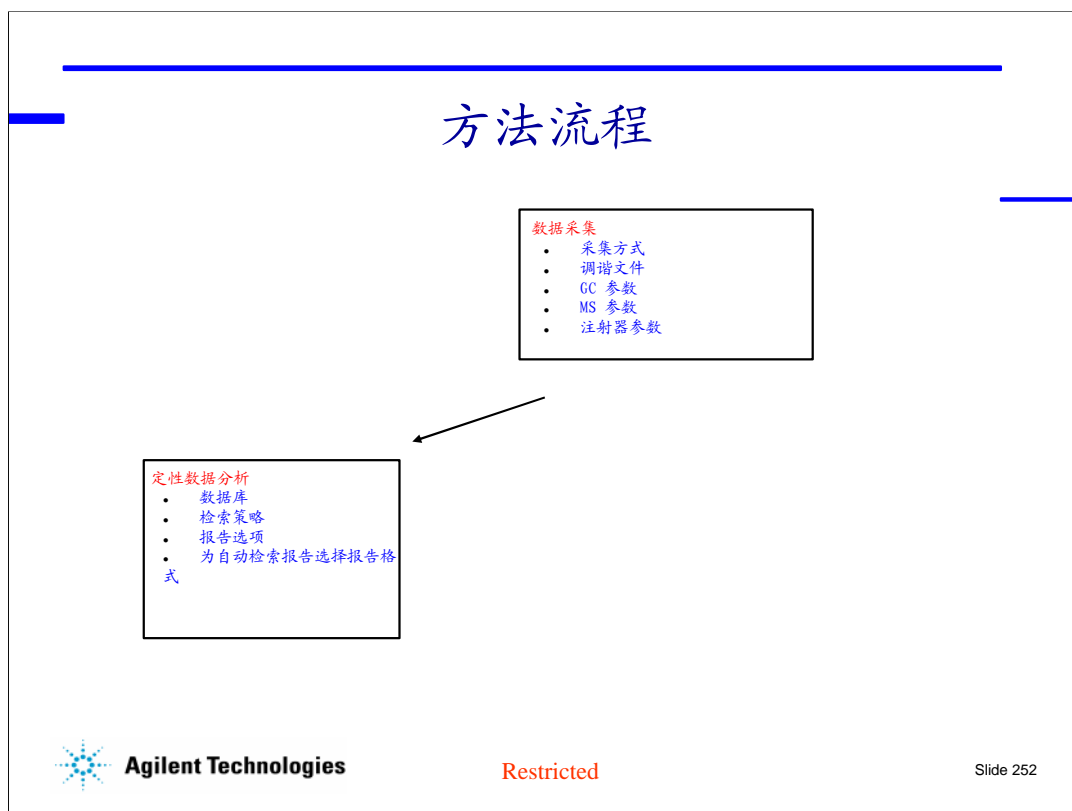 方法流程
数据采集
• 采集方式
• 调谐文件
• GC 参数
• MS 参数
• 注射器参数
定性数据分析
• 数据库
• 检索策略
• 报告选项
• 为自动检索报告选择报告格
式
Agilent Technologies
Restricted
Slide 252